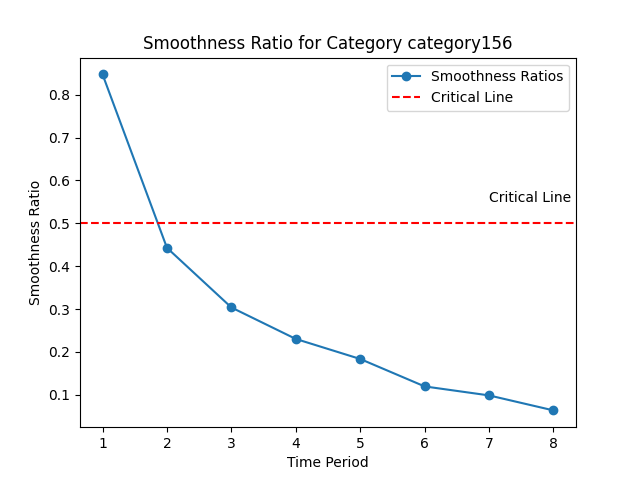 Smoothness Ratio for Category category156
Smoothness Ratios
Critical Line
Critical Line
Smoothness Ratio
0.8
0.7
0.6
0.5
0.4
0.3
0.2
0.1
1 2 3 4 5 6 7 8
Time Period